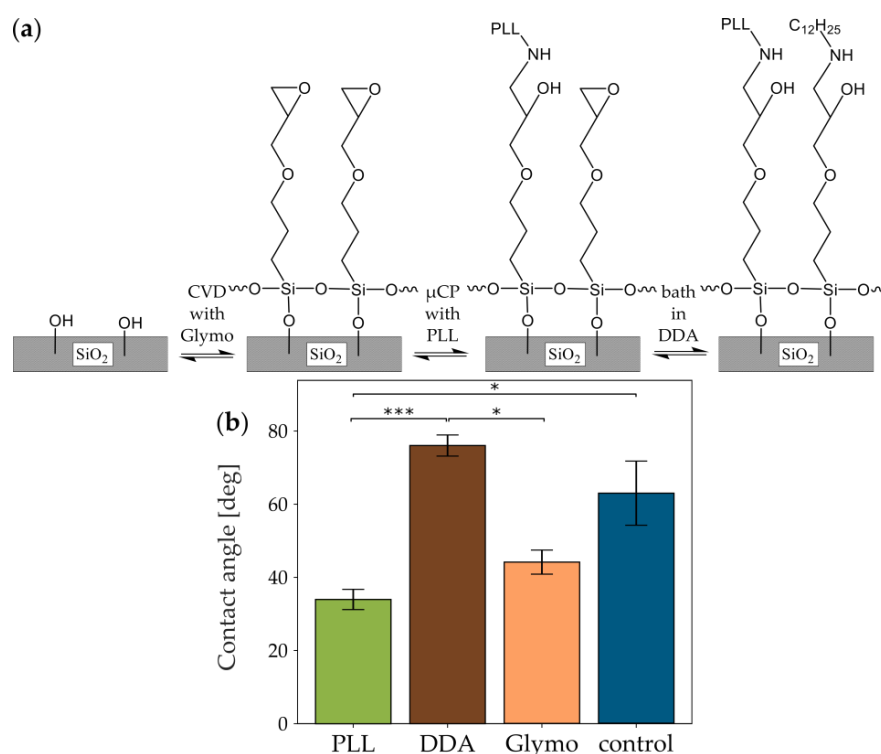 (a)
PLL
NH
OH
PLL
NH
OH
C12H25
NH
OH
O
O
O
O
O
O
O
O
O
O
Si
O
Si
O
O
O
CVD
with
Glymo
O
Si
O
Si
O
O
O
μCP
with
PLL
O
Si
O
Si
O
O
O
bath
in
DDA
OH
OH
SiO2
SiO2
SiO2
SiO2
(b)
*
***
*
Contact angle [deg]
80
60
40
20
0
PLL
DDA
Glymo
control